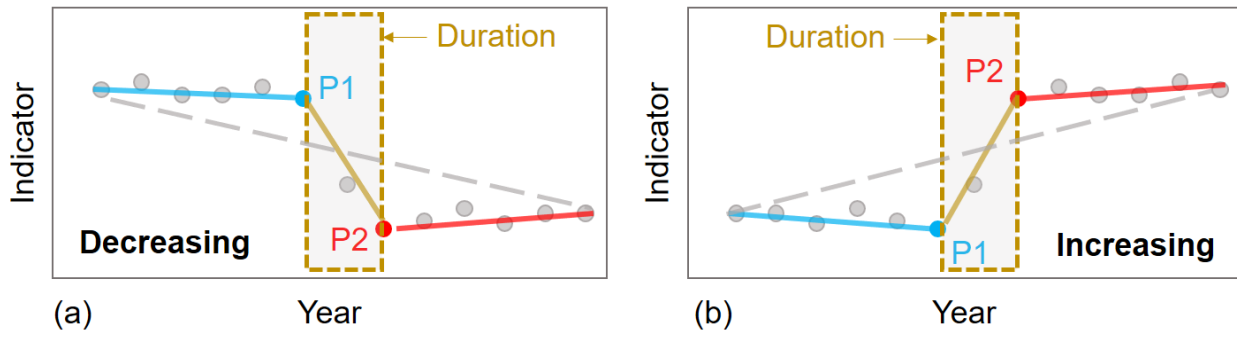 Duration
P1
Indicator
Decreasing
P2
(a)
Year
Duration
P2
Indicator
P1
Increasing
(b)
Year